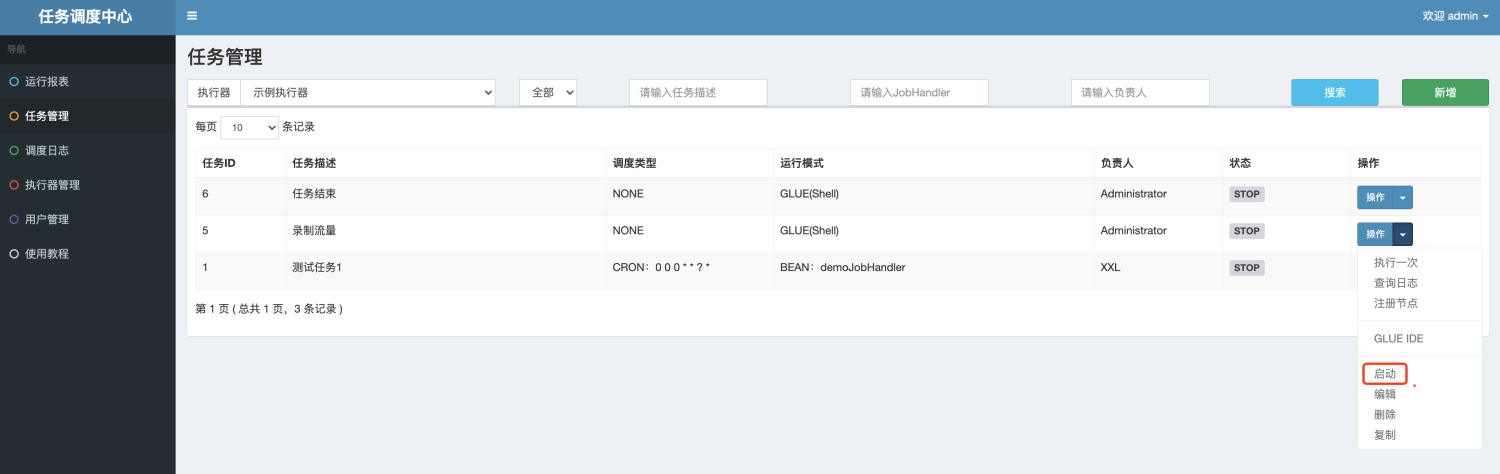 任务调度中心
欢迎 admin
导航
运行报表
任务管理
调度日志
执行器管理
用户管理
使用教程
任务管理
执行器 示例执行器 全部 请输入任务描述 请输入JobHandler 请输入负责人 搜索 新增
每页 10 条记录
任务ID 任务描述 调度类型 运行模式 负责人 状态 操作
6 任务结束 NONE GLUE(Shell) Administrator STOP 操作
5 录制流量 NONE GLUE(Shell) Administrator STOP 操作
1 测试任务1 CRON：0 0 0 * * ? * BEAN：demoJobHandler XXL STOP
第 1 页 ( 总共 1 页，3 条记录 )
执行一次
查询日志
注册节点
GLUE IDE
启动
编辑
删除
复制